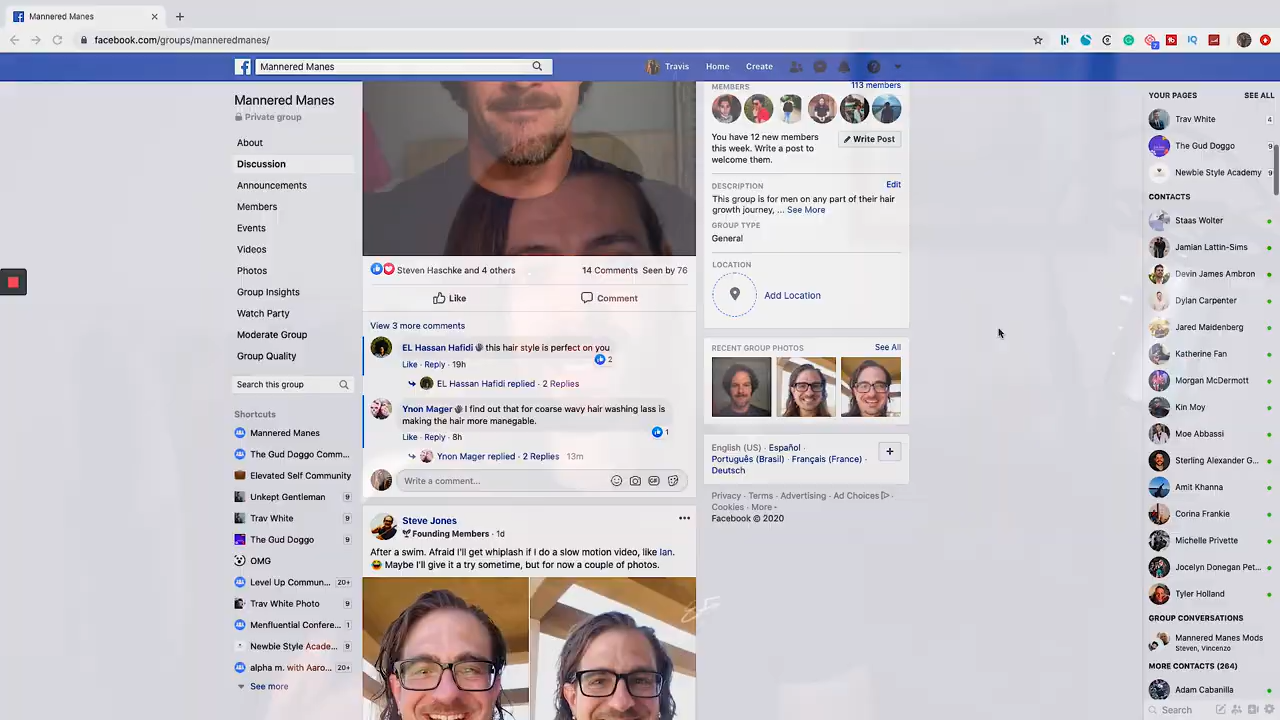 Mannered Manes
facebook.com/groups/manneredmanes/
Mannered Manes
Travis
Home
Create
Mannered Manes
Private group
About
Discussion
Announcements
Members
Events
Videos
Photos
Group Insights
Watch Party
Moderate Group
Group Quality
Search this group
Shortcuts
Mannered Manes
The Gud Doggo Comm...
Elevated Self Community
Unkept Gentleman 9
Trav White 9
The Gud Doggo 9
OMG
Level Up Commun... 20+
Trav White Photo 9
Menfluential Confere... 1
Newbie Style Acade... 9
alpha m. with Aaro... 20+
See more
Steven Haschke and 4 others 14 Comments Seen by 76
Like Comment
View 3 more comments
EL Hassan Hafidi this hair style is perfect on you
2
Like · Reply · 19h
EL Hassan Hafidi replied · 2 Replies
Ynon Mager I find out that for coarse wavy hair washing lass is
making the hair more manegable.
1
Like · Reply · 8h
Ynon Mager replied · 2 Replies 13m
Write a comment...
GIF
Steve Jones
Founding Members · 1d
After a swim. Afraid I'll get whiplash if I do a slow motion video, like Ian.
Maybe I'll give it a try sometime, but for now a couple of photos.
MEMBERS 113 members
You have 12 new members
this week. Write a post to
welcome them.
Write Post
DESCRIPTION Edit
This group is for men on any part of their hair
growth journey, ... See More
GROUP TYPE
General
LOCATION
Add Location
RECENT GROUP PHOTOS See All
English (US) · Español ·
Português (Brasil) · Français (France) ·
Deutsch
Privacy · Terms · Advertising · Ad Choices ·
Cookies · More
Facebook © 2020
YOUR PAGES SEE ALL
Trav White 4
The Gud Doggo 9
Newbie Style Academy 9
CONTACTS
Staas Wolter
Jamian Lattin-Sims
Devin James Ambron
Dylan Carpenter
Jared Maidenberg
Katherine Fan
Morgan McDermott
Kin Moy
Moe Abbassi
Sterling Alexander G...
Amit Khanna
Corina Frankie
Michelle Privette
Jocelyn Donegan Pet...
Tyler Holland
GROUP CONVERSATIONS
Mannered Manes Mods
Steven, Vincenzo
MORE CONTACTS (264)
Adam Cabanilla
Search